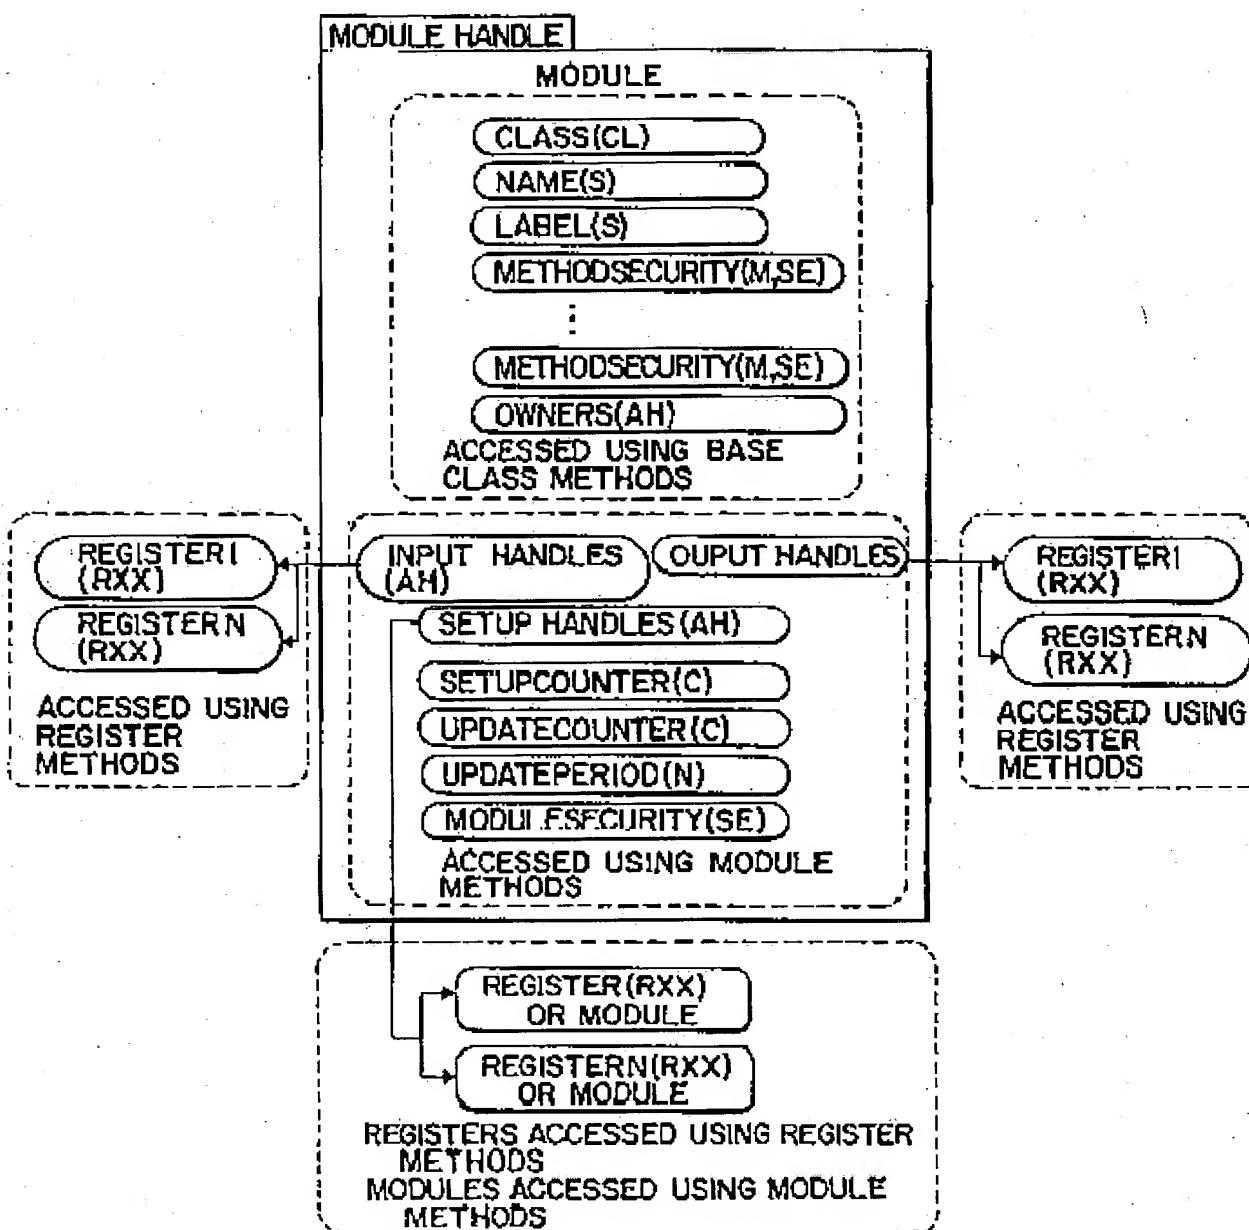 MODULE HANDLE
MODULE
CLASS(CL)
NAME(S)
LABEL(S)
METHODSECURITY(M,SE)
METHODSECURITY(M,SE)
OWNERS(AH)
ACCESSED USING BASE
CLASS METHODS
REGISTER1
(RXX)
REGISTERN
(RXX)
ACCESSED USING
REGISTER
METHODS
INPUT HANDLES
(AH)
OUPUT HANDLES
SETUP HANDLES(AH)
SETUPCOUNTER(C)
UPDATECOUNTER(C)
UPDATEPERIOD(N)
MODULESECURITY(SE)
ACCESSED USING MODULE
METHODS
REGISTER1
(RXX)
REGISTERN
(RXX)
ACCESSED USING
REGISTER
METHODS
REGISTER(RXX)
OR MODULE
REGISTERN(RXX)
OR MODULE
REGISTERS ACCESSED USING REGISTER
METHODS
MODULES ACCESSED USING MODULE
METHODS